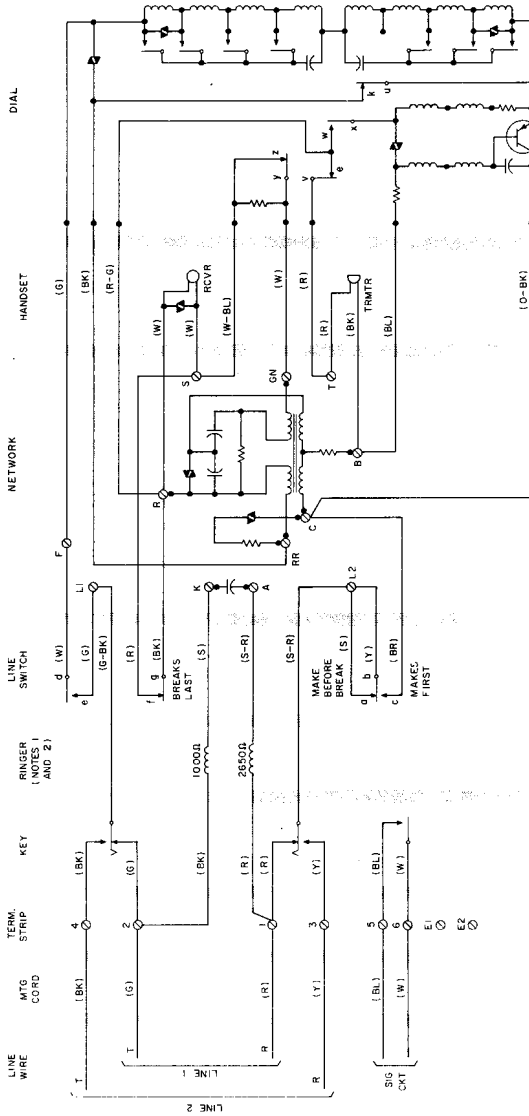 LINE WIRE
MTG CORD
TERM. STRIP
KEY
RINGER (NOTES 1 AND 2)
LINE SWITCH
NETWORK
HANDSET
DIAL
LINE 2
LINE 1
T
(BK)
4
(BK)
T
(G)
2
(G)
R
(R)
1
(R)
R
(Y)
3
(Y)
SIG CKT
(BL)
5
(BL)
(W)
6
(W)
E1
E2
(BK)
1000Ω
(S)
K
(R)
2650Ω
(S-R)
A
d
(W)
F
(G)
e
(G)
L1
(G-BK)
(BK)
(R-G)
f
(R)
g
(BK)
BREAKS LAST
R
(W)
RCVR
(W)
S
(W-BL)
y
z
GN
(W)
(S-R)
L2
MAKE BEFORE BREAK
(S)
a
b
(Y)
c
(BR)
MAKES FIRST
RR
C
B
T
(R)
v
e
w
x
(R)
TRMTR
(BK)
(BL)
k
u
(O-BK)